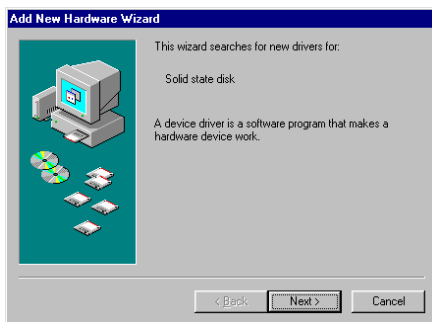 Add New Hardware Wizard
This wizard searches for new drivers for:
Solid state disk
A device driver is a software program that makes a
hardware device work.
< Back
Next >
Cancel